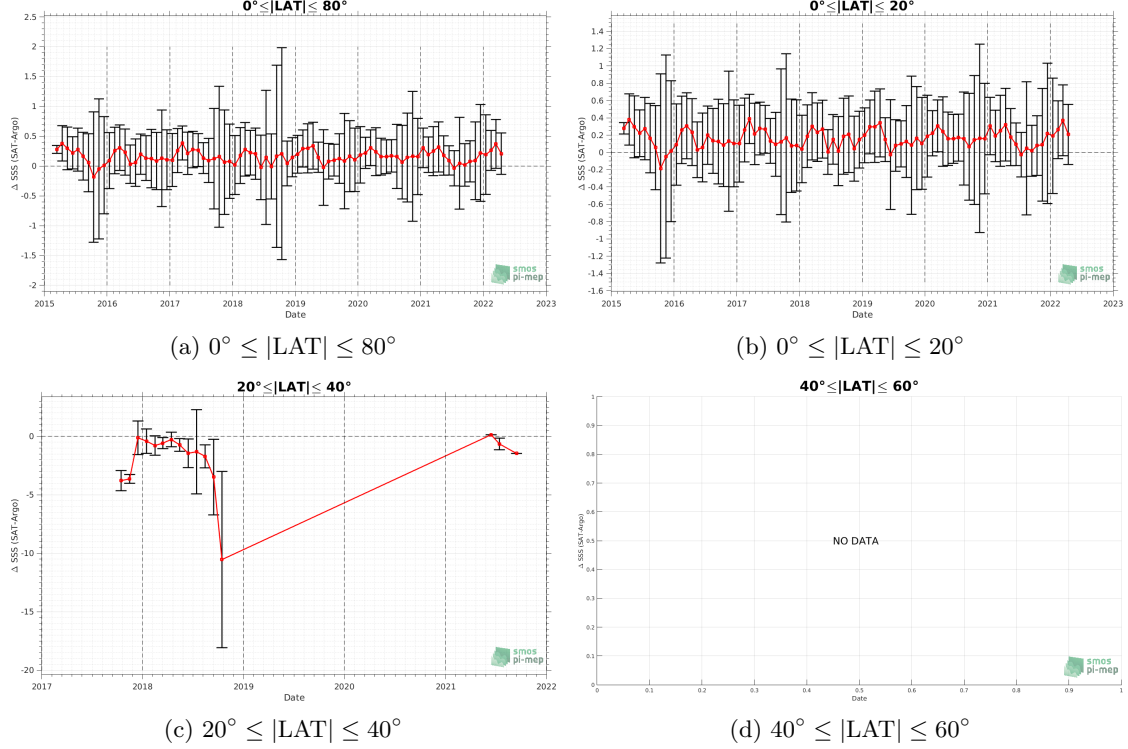 0°≤|LAT|≤ 80°
Δ SSS (SAT-Argo)
2.5
2
1.5
1
0.5
0
-0.5
-1
-1.5
-2
2015 2016 2017 2018 2019 2020 2021 2022 2023
Date
smos
pi-mep
(a) 0° ≤ |LAT| ≤ 80°
0°≤|LAT|≤ 20°
Δ SSS (SAT-Argo)
1.4
1.2
1
0.8
0.6
0.4
0.2
0
-0.2
-0.4
-0.6
-0.8
-1
-1.2
-1.4
-1.6
2015 2016 2017 2018 2019 2020 2021 2022 2023
Date
smos
pi-mep
(b) 0° ≤ |LAT| ≤ 20°
20°≤|LAT|≤ 40°
Δ SSS (SAT-Argo)
0
-5
-10
-15
-20
2017 2018 2019 2020 2021 2022
Date
smos
pi-mep
(c) 20° ≤ |LAT| ≤ 40°
40°≤|LAT|≤ 60°
Δ SSS (SAT-Argo)
1
0.9
0.8
0.7
0.6
0.5
0.4
0.3
0.2
0.1
0
NO DATA
0 0.1 0.2 0.3 0.4 0.5 0.6 0.7 0.8 0.9 1
Date
smos
pi-mep
(d) 40° ≤ |LAT| ≤ 60°